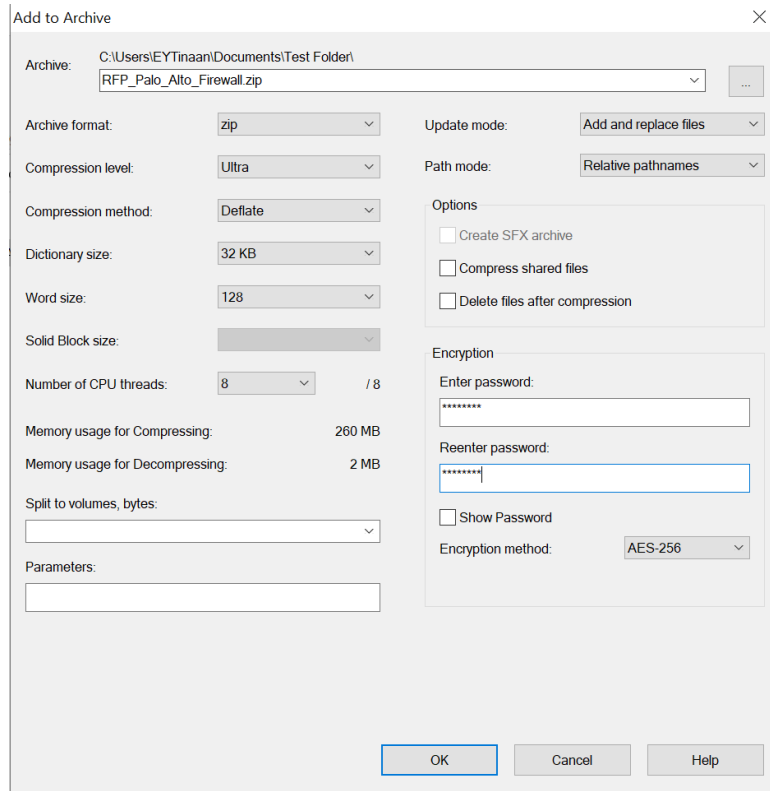 Add to Archive
Archive:
C:\Users\EYTinaan\Documents\Test Folder\
RFP_Palo_Alto_Firewall.zip
...
Archive format: zip
Compression level: Ultra
Compression method: Deflate
Dictionary size: 32 KB
Word size: 128
Solid Block size:
Number of CPU threads: 8 / 8
Memory usage for Compressing: 260 MB
Memory usage for Decompressing: 2 MB
Split to volumes, bytes:
Parameters:
Update mode: Add and replace files
Path mode: Relative pathnames
Options
Create SFX archive
Compress shared files
Delete files after compression
Encryption
Enter password:
********
Reenter password:
********
Show Password
Encryption method: AES-256
OK Cancel Help